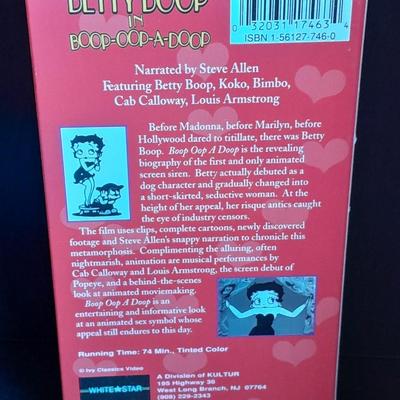 BETTY BOOP
IN
BOOP-OOP-A-DOOP
0 32031 17463 4
ISBN 1-56127-746-0
Narrated by Steve Allen
Featuring Betty Boop, Koko, Bimbo,
Cab Calloway, Louis Armstrong
Before Madonna, before Marilyn, before
Hollywood dared to titillate, there was Betty
Boop. Boop Oop A Doop is the revealing
biography of the first and only animated
screen siren. Betty actually debuted as a
dog character and gradually changed into
a short-skirted, seductive woman. At
the height of her appeal, her risque antics caught
the eye of industry censors.
The film uses clips, complete cartoons, newly discovered
footage and Steve Allen's snappy narration to chronicle this
metamorphosis. Complimenting the alluring, often
nightmarish, animation are musical performances by
Cab Calloway and Louis Armstrong, the screen debut of
Popeye, and a behind-the-scenes
look at animated moviemaking.
Boop Oop A Doop is an
entertaining and informative look
at an animated sex symbol whose
appeal still endures to this day.
Running Time: 74 Min., Tinted Color
© Ivy Classics Video
WHITE★STAR
A Division of KULTUR
195 Highway 36
West Long Branch, NJ 07764
(908) 229-2343